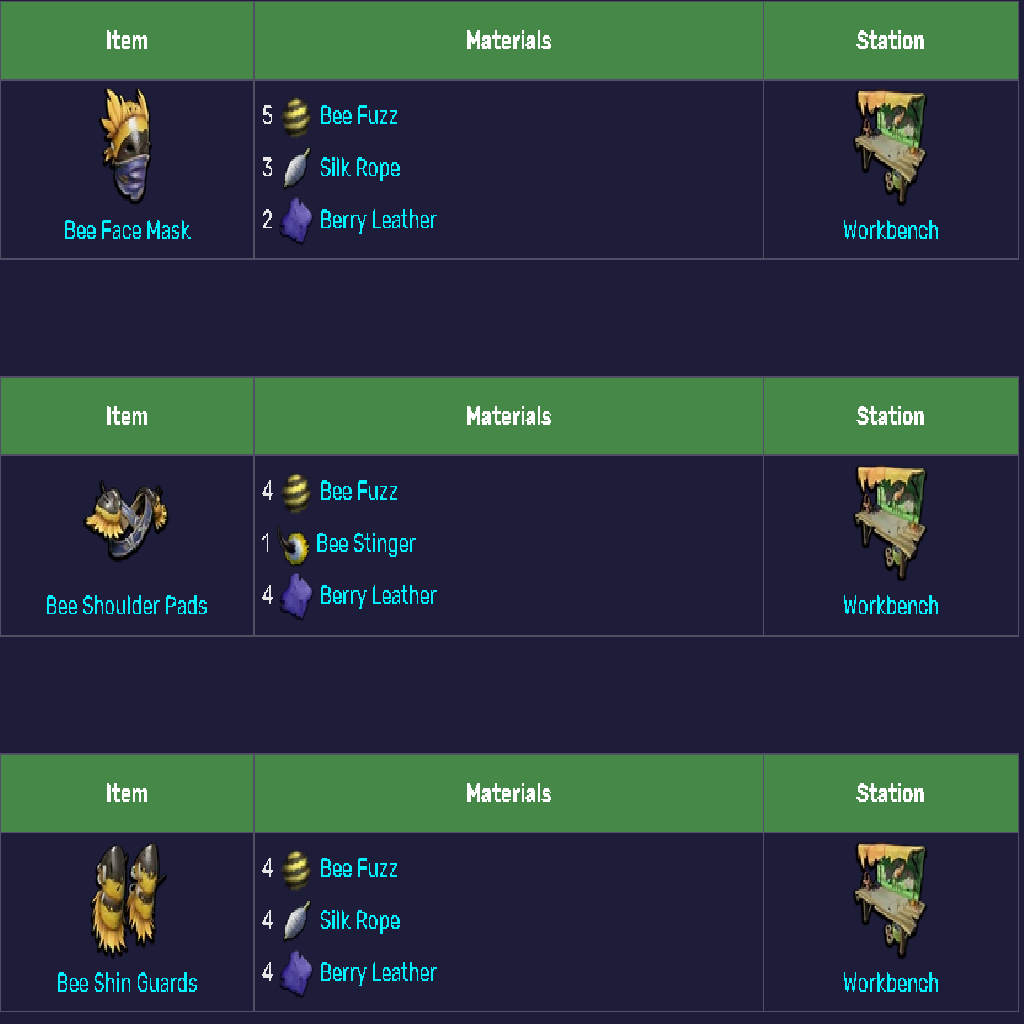 Item Materials Station
5 Bee Fuzz
3 Silk Rope
2 Berry Leather
Bee Face Mask Workbench
Item Materials Station
4 Bee Fuzz
1 Bee Stinger
4 Berry Leather
Bee Shoulder Pads Workbench
Item Materials Station
4 Bee Fuzz
4 Silk Rope
4 Berry Leather
Bee Shin Guards Workbench